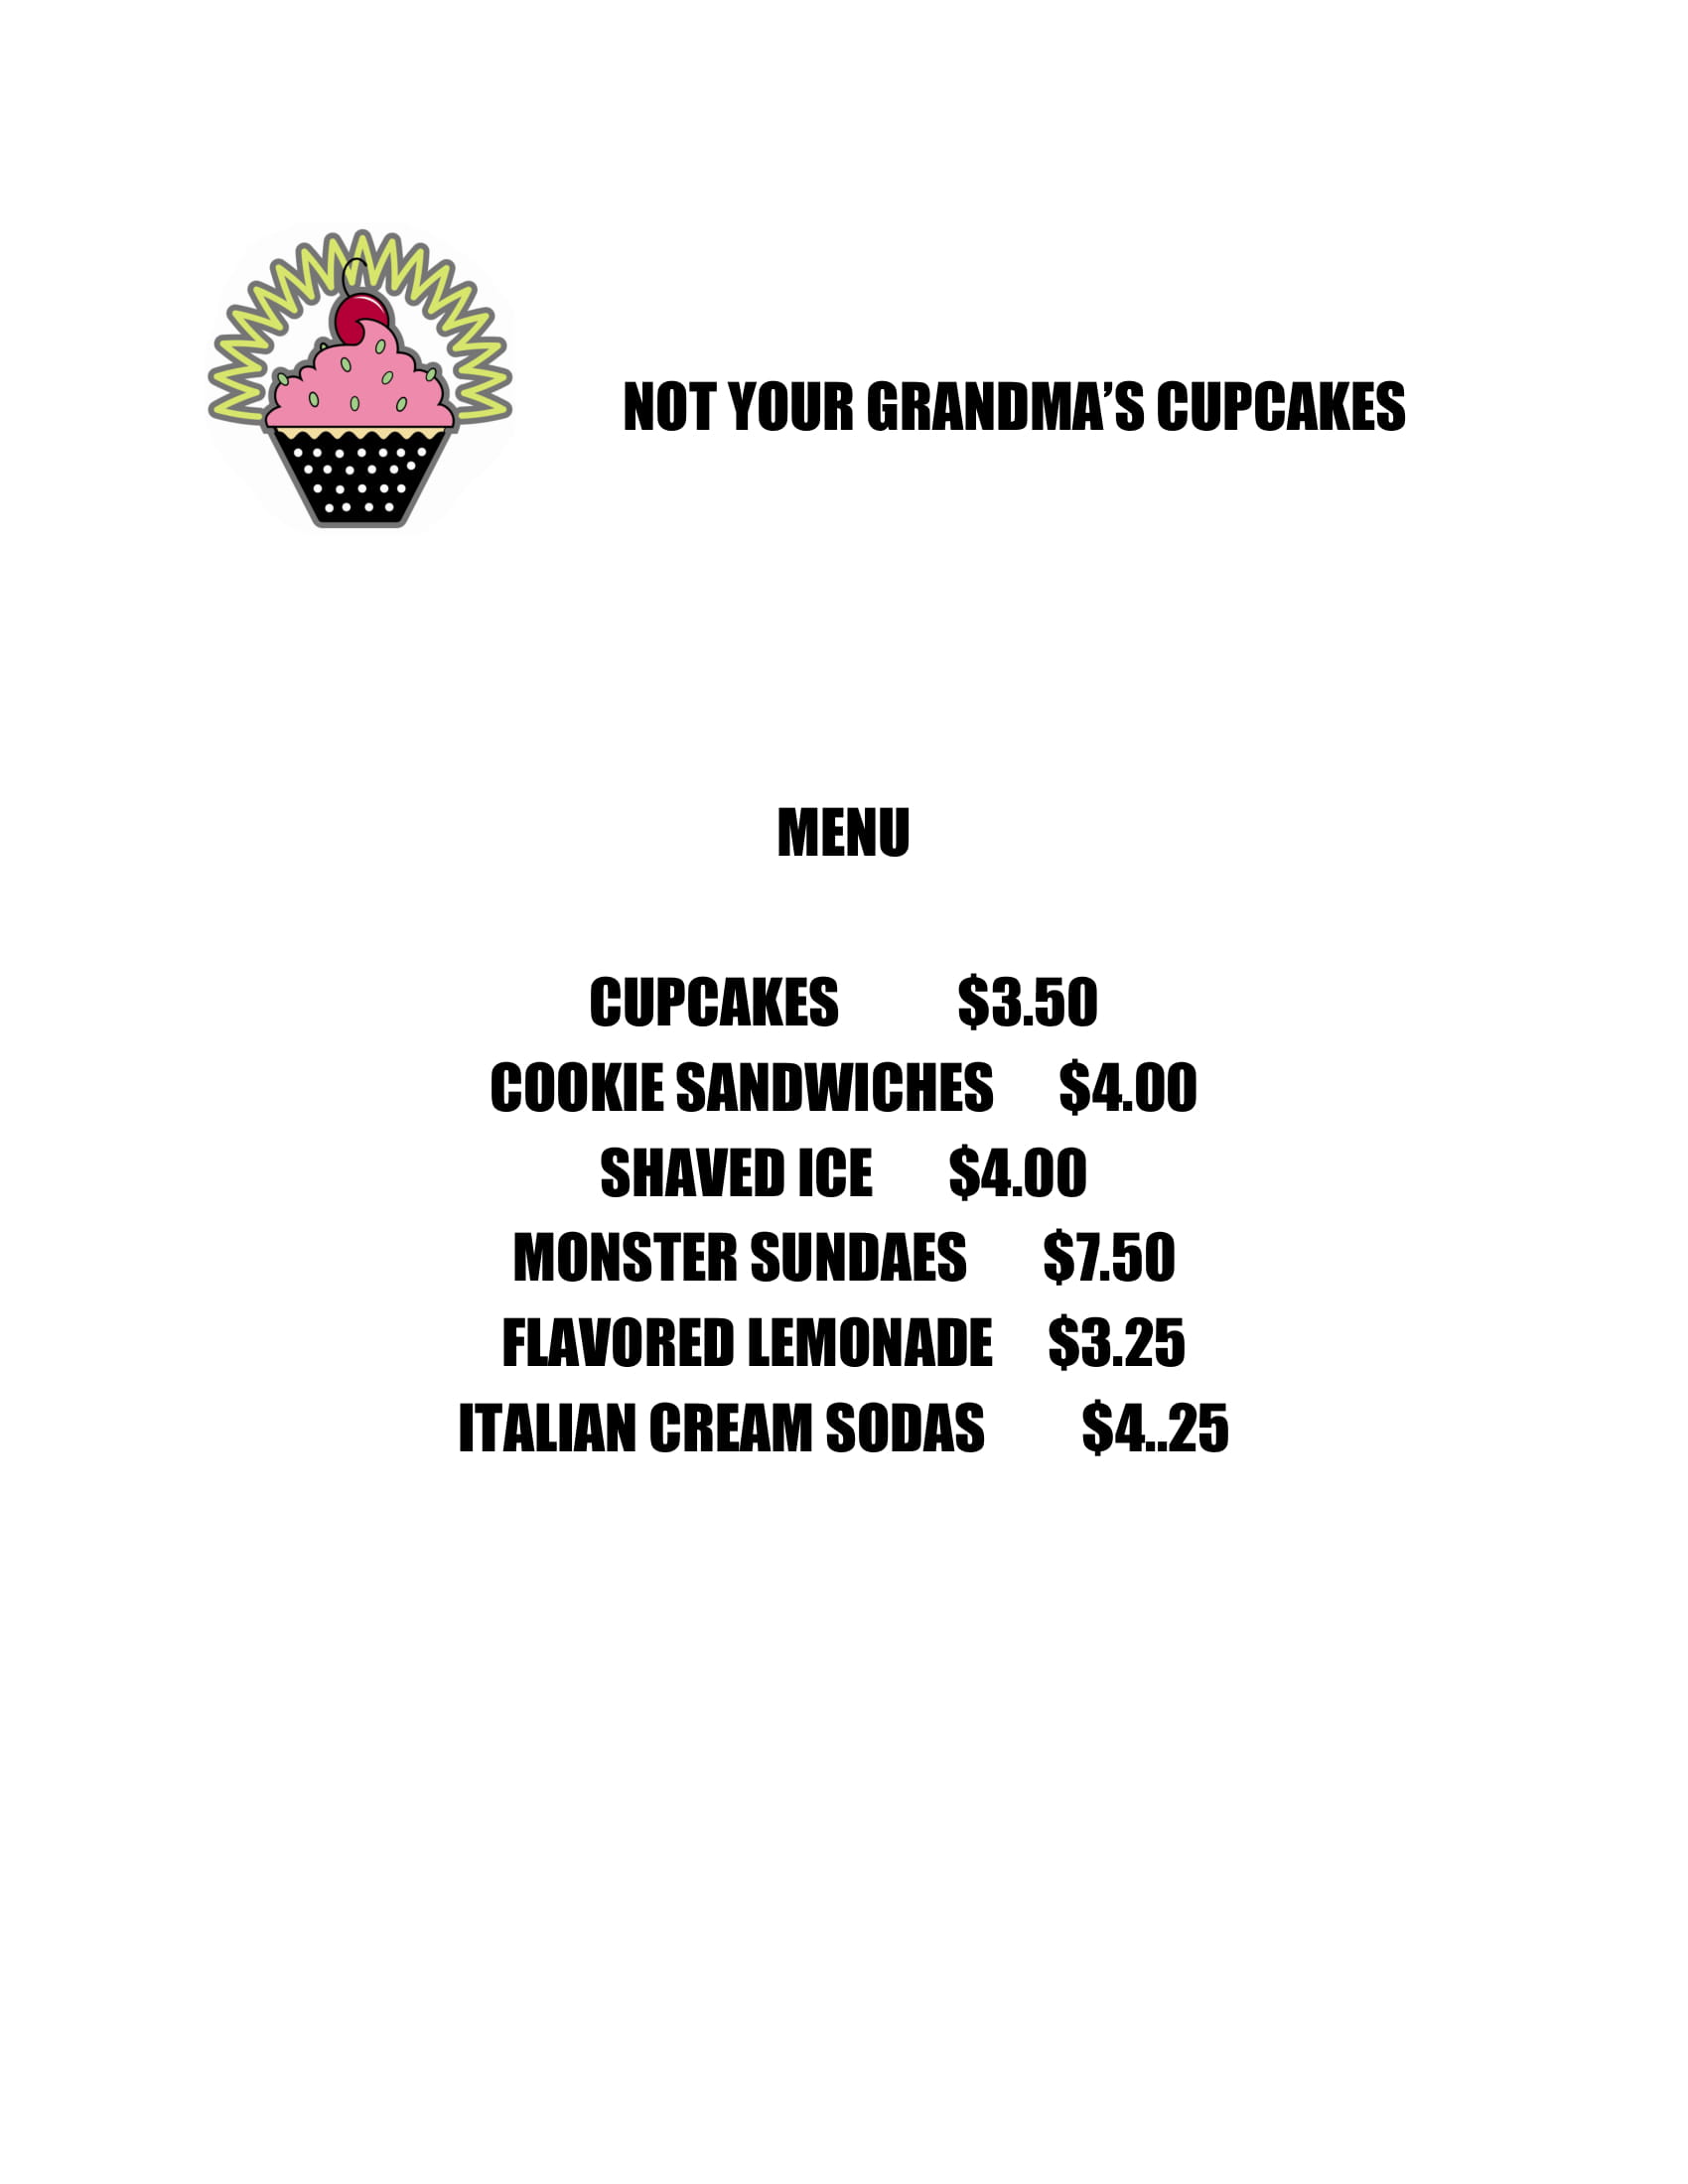 NOT YOUR GRANDMA’S CUPCAKES
MENU
CUPCAKES $3.50
COOKIE SANDWICHES $4.00
SHAVED ICE $4.00
MONSTER SUNDAES $7.50
FLAVORED LEMONADE $3.25
ITALIAN CREAM SODAS $4..25